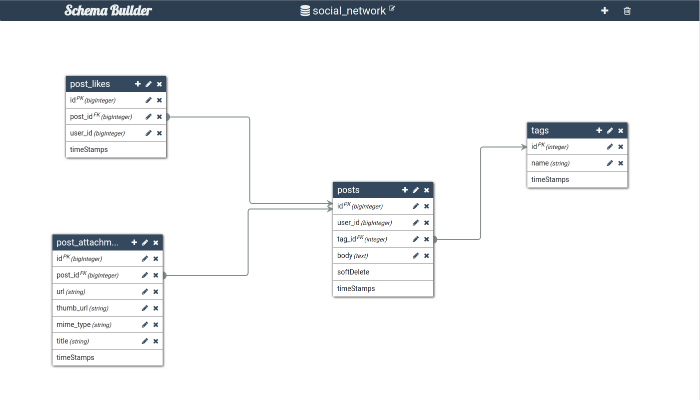 Schema Builder
social_network
post_likes
id PK (bigInteger)
post_id FK (bigInteger)
user_id (bigInteger)
timeStamps
post_attachm...
id PK (bigInteger)
post_id FK (bigInteger)
url (string)
thumb_url (string)
mime_type (string)
title (string)
timeStamps
posts
id PK (bigInteger)
user_id (bigInteger)
tag_id FK (integer)
body (text)
softDelete
timeStamps
tags
id PK (integer)
name (string)
timeStamps